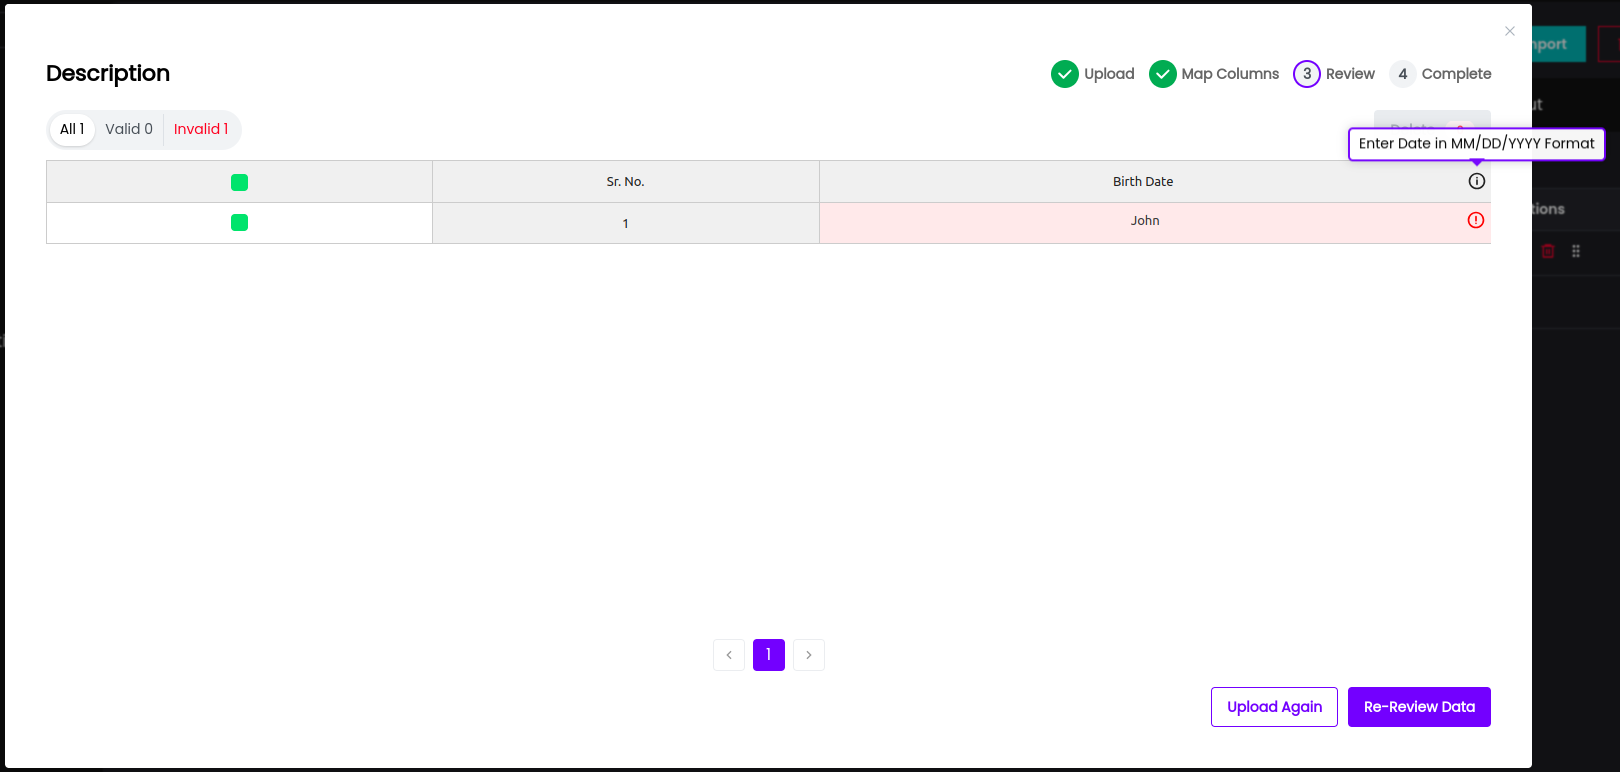 Description
Upload
Map Columns
3 Review
4 Complete
All 1
Valid 0
Invalid 1
Enter Date in MM/DD/YYYY Format
Sr. No.
Birth Date
1
John
1
Upload Again
Re-Review Data